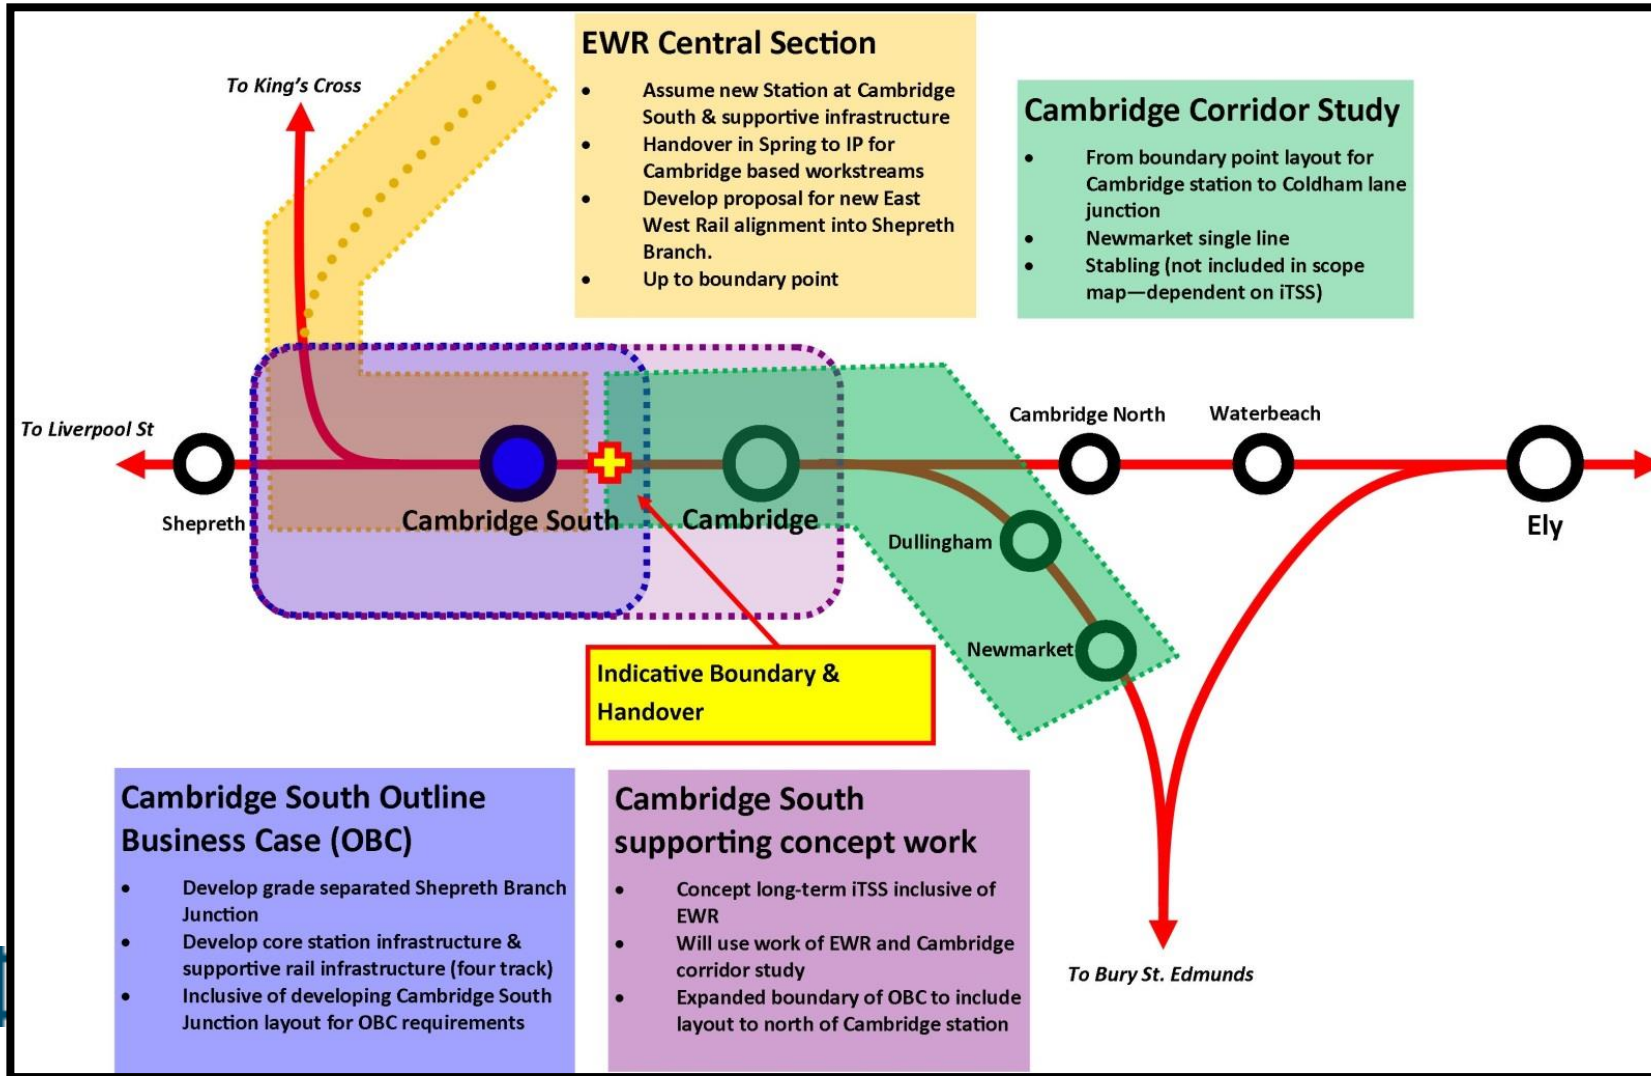 EWR Central Section
• Assume new Station at Cambridge
South & supportive infrastructure
• Handover in Spring to IP for
Cambridge based workstreams
• Develop proposal for new East
West Rail alignment into Shepreth
Branch.
• Up to boundary point
Cambridge Corridor Study
• From boundary point layout for
Cambridge station to Coldham lane
junction
• Newmarket single line
• Stabling (not included in scope
map—dependent on iTSS)
To King's Cross
To Liverpool St
Shepreth
Cambridge South
Cambridge
Cambridge North
Waterbeach
Ely
Dullingham
Newmarket
Indicative Boundary &
Handover
To Bury St. Edmunds
Cambridge South Outline
Business Case (OBC)
• Develop grade separated Shepreth Branch
Junction
• Develop core station infrastructure &
supportive rail infrastructure (four track)
• Inclusive of developing Cambridge South
Junction layout for OBC requirements
Cambridge South
supporting concept work
• Concept long-term iTSS inclusive of
EWR
• Will use work of EWR and Cambridge
corridor study
• Expanded boundary of OBC to include
layout to north of Cambridge station